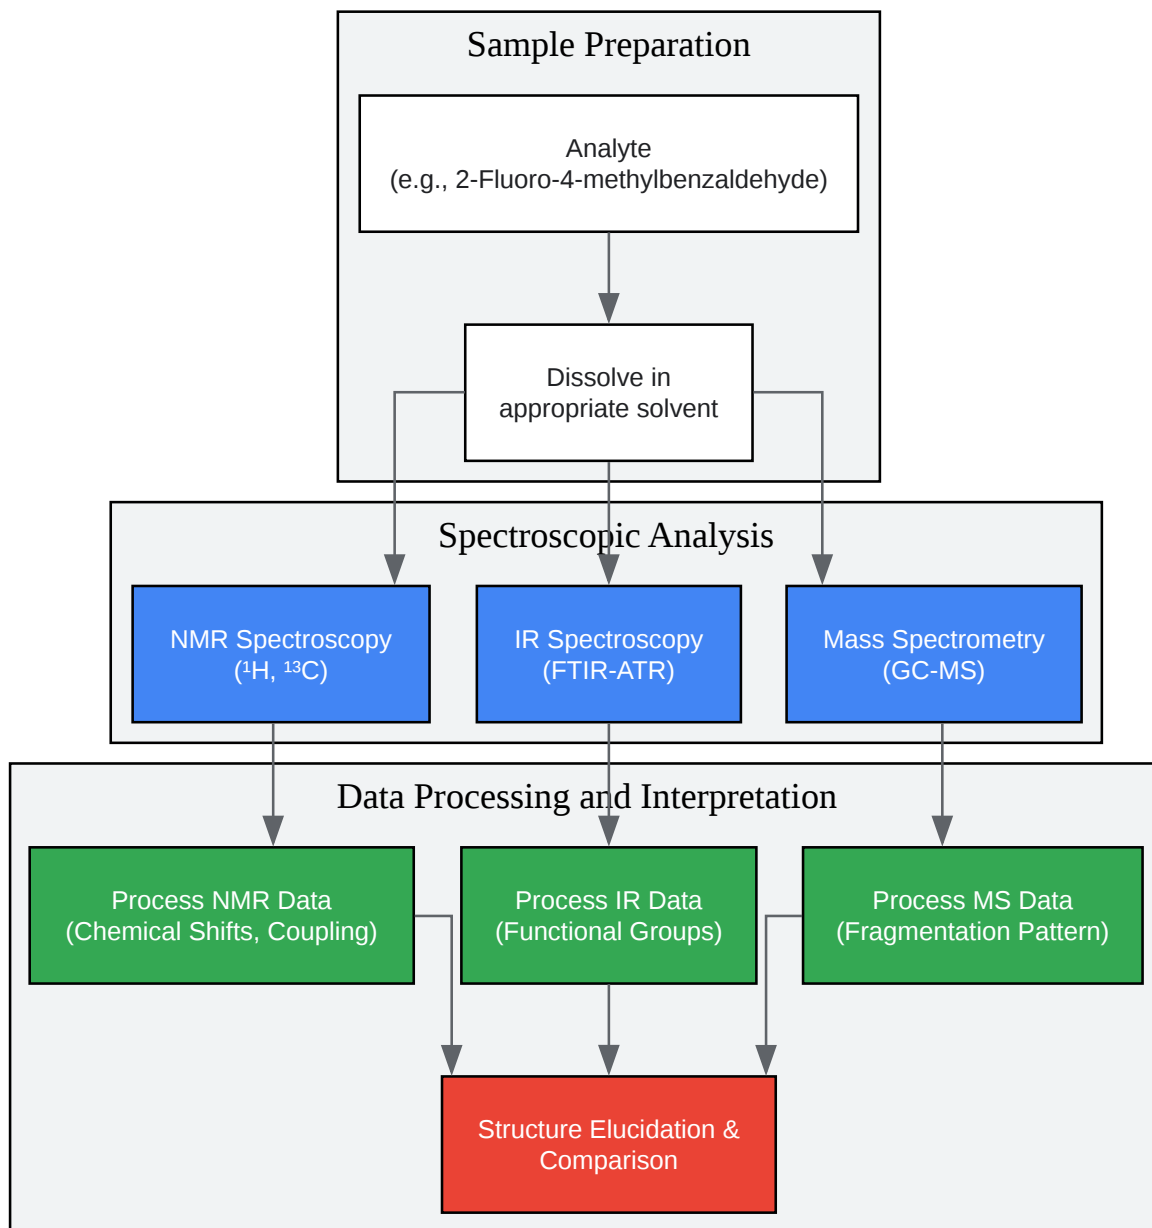 Sample Preparation
Analyte
(e.g., 2-Fluoro-4-methylbenzaldehyde)
Dissolve in
appropriate solvent
Spectroscopic Analysis
NMR Spectroscopy
(¹H, ¹³C)
IR Spectroscopy
(FTIR-ATR)
Mass Spectrometry
(GC-MS)
Data Processing and Interpretation
Process NMR Data
(Chemical Shifts, Coupling)
Process IR Data
(Functional Groups)
Process MS Data
(Fragmentation Pattern)
Structure Elucidation &
Comparison